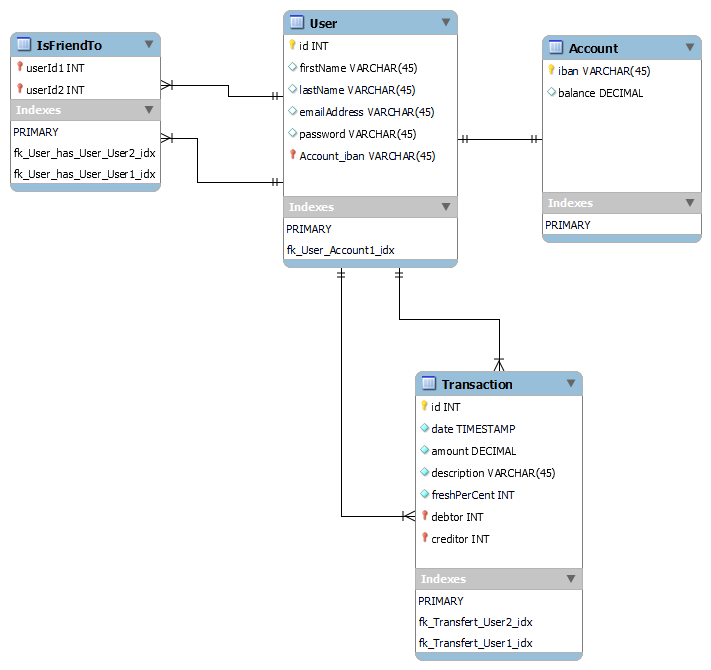 IsFriendTo
userId1 INT
userId2 INT
Indexes
PRIMARY
fk_User_has_User_User2_idx
fk_User_has_User_User1_idx
User
id INT
firstName VARCHAR(45)
lastName VARCHAR(45)
emailAddress VARCHAR(45)
password VARCHAR(45)
Account_iban VARCHAR(45)
Indexes
PRIMARY
fk_User_Account1_idx
Account
iban VARCHAR(45)
balance DECIMAL
Indexes
PRIMARY
Transaction
id INT
date TIMESTAMP
amount DECIMAL
description VARCHAR(45)
freshPerCent INT
debtor INT
creditor INT
Indexes
PRIMARY
fk_Transfert_User2_idx
fk_Transfert_User1_idx